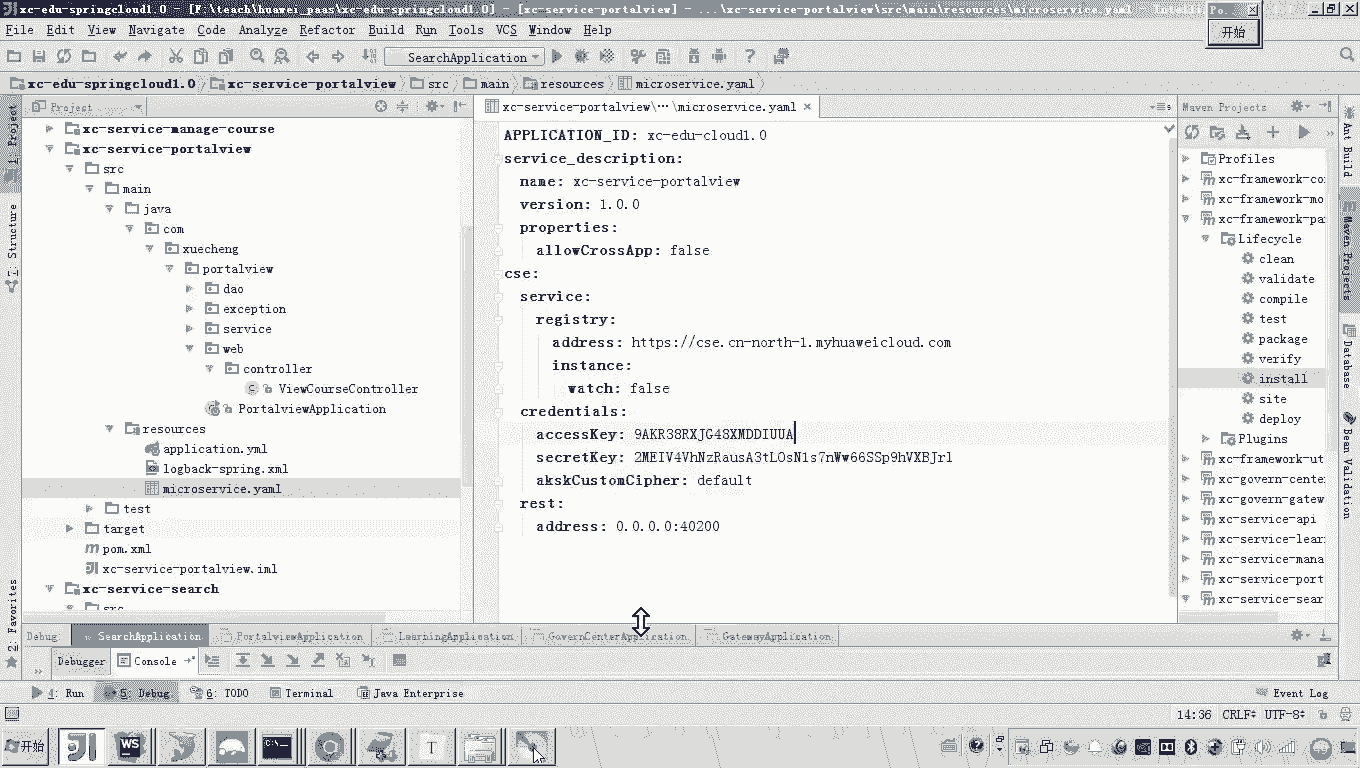 xc-edu-springcloud1.0 - [F:\teach\huawei_paas\xc-edu-springcloud1.0] - [xc-service-portalview] - ...\xc-service-portalview\src\main\resources\microservice.yaml
开始
File Edit View Navigate Code Analyze Refactor Build Run Tools VCS Window Help
SearchApplication
xc-edu-springcloud1.0 xc-service-portalview src main resources microservice.yaml
Project
xc-service-portalview\...\microservice.yaml
Maven Projects
1: Project
7: Structure
2: Favorites
xc-service-manage-course
xc-service-portalview
src
main
java
com
xuecheng
portalview
dao
exception
service
web
controller
ViewCourseController
PortalviewApplication
resources
application.yml
logback-spring.xml
microservice.yaml
test
target
pom.xml
xc-service-portalview.iml
xc-service-search
src
APPLICATION_ID: xc-edu-cloud1.0
service_description:
name: xc-service-portalview
version: 1.0.0
properties:
allowCrossApp: false
cse:
service:
registry:
address: https://cse.cn-north-1.myhuaweicloud.com
instance:
watch: false
credentials:
accessKey: 9AKR38RXJG48XMDDIUUA
secretKey: 2MEIV4VhNzRausA3tLOsN1s7nWw66SSp9hVXBJrl
akskCustomCipher: default
rest:
address: 0.0.0.0:40200
Profiles
xc-framework-co
xc-framework-mo
xc-framework-pa
Lifecycle
clean
validate
compile
test
package
verify
install
site
deploy
Plugins
xc-framework-ut
xc-govern-cente
xc-govern-gatew
xc-service-api
xc-service-lear
xc-service-mana
xc-service-port
xc-service-sear
Ant Build
Maven Projects
Database
Bean Validation
Debug: SearchApplication PortalviewApplication LearningApplication GovernCenterApplication GatewayApplication
Debugger Console
4: Run 5: Debug 6: TODO Terminal Java Enterprise Event Log
14:36 CRLF UTF-8
开始